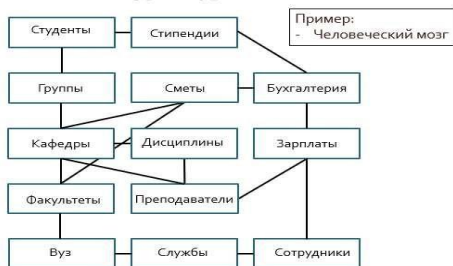 Студенты
Стипендии
Пример:
- Человеческий мозг
Группы
Сметы
Бухгалтерия
Кафедры
Дисциплины
Зарплаты
Факультеты
Преподаватели
Вуз
Службы
Сотрудники